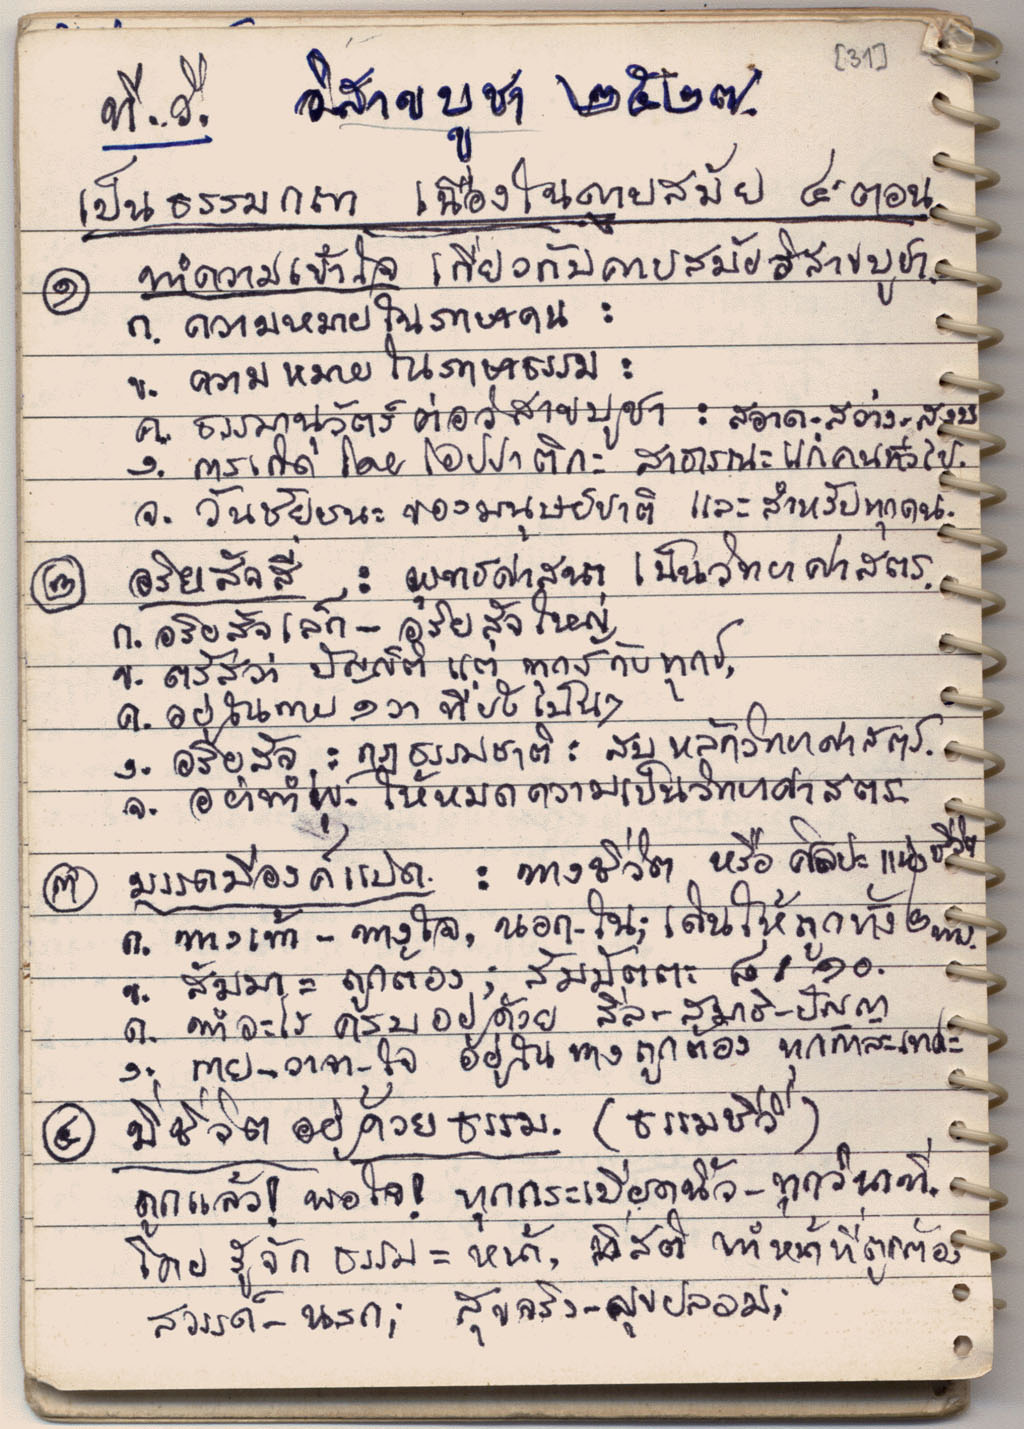 [31]
ที.วี. วิสาขบูชา ๒๕๒๗.
เป็นธรรมกถา เนื่องในกาลสมัย ๔ ตอน.
๑ ทำความเข้าใจ เกี่ยวกับกาลสมัยวิสาขบูชา.
ก. ความหมายในภาษาคน :
ข. ความหมายในภาษาธรรม :
ค. ธรรมานุวัตร์ต่อวิสาขบูชา : สอาด-สว่าง-สงบ
ง. การเกิดโดยโอปปาติกะ สาธารณะแก่คนทั่วไป.
จ. วันชัยชนะของมนุษย์ชาติ และสำหรับทุกคน.
๒ อริยสัจสี่ : พุทธศาสนา เป็นวิทยาศาสตร.
ก. อริยสัจเล็ก - อริยสัจใหญ่
ข. ตรัสว่า บัญญัติ แต่ ทุกข์ กับทุกข์.
ค. อยู่ในกาย ๑ วา ที่ยังเป็นๆ
ง. อริยสัจ : กฎธรรมชาติ : สบหลักวิทยาศาสตร์.
จ. อย่าทำพุ. ให้หมดความเป็นวิทยาศาสตร
๓ มรรคมีองค์แปด. : ทางชีวิต หรือ ศิลปะแห่งชีวิต
ก. ทางเท้า - ทางใจ, นอก-ใน; เดินให้ถูกทั้ง ๒ ทาง.
ข. สัมมา = ถูกต้อง ; สัมมัตตะ ๘, ๑๐.
ค. ทำอะไร ครบอยู่ด้วย สีล-สมาธิ-ปัญญา
ง. กาย-วาจา-ใจ อยู่ในทางถูกต้อง ทุกกาละเทศะ
๔ มีชีวิตอยู่ด้วยธรรม. (ธรรมชีวี)
ถูกแล้ว! พอใจ! ทุกกระเบียดนิ้ว-ทุกวินาที.
โดย รู้จัก ธรรม = หน้า, มีสติ ทำหน้าที่ถูกต้อง
สวรรค์-นรก; สุขจริง-สุขปลอม;